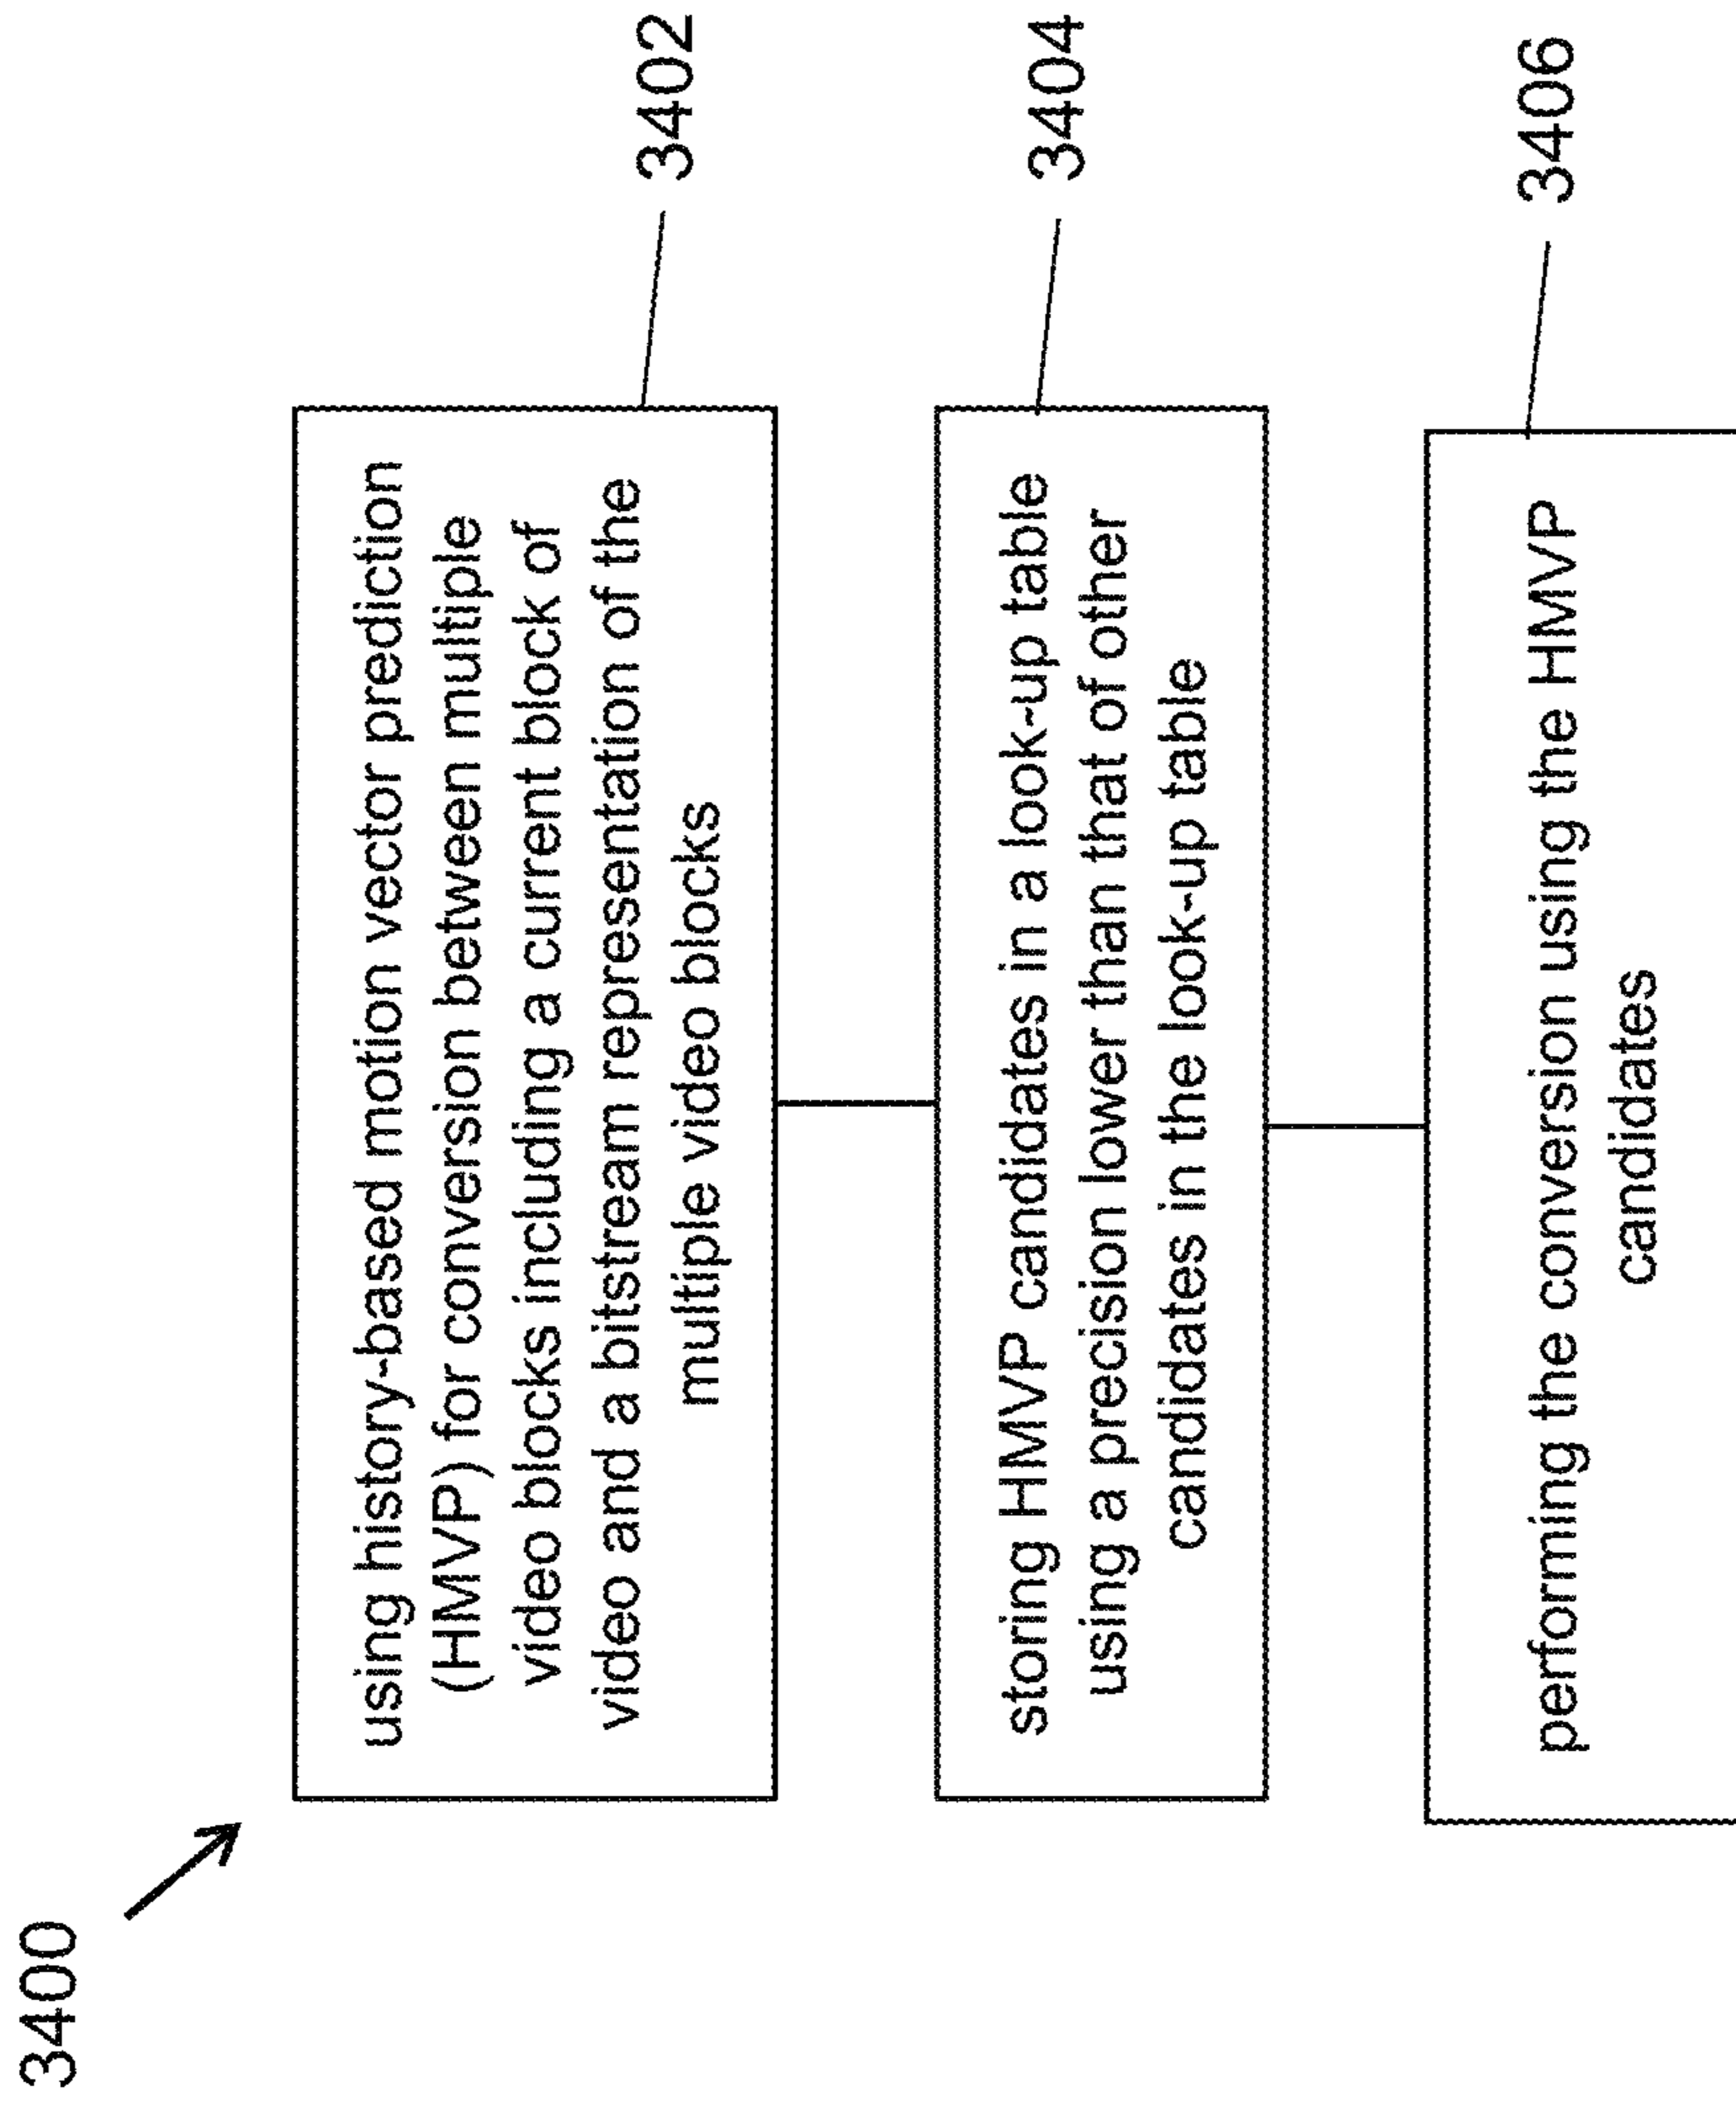 3400
using history-based motion vector prediction
(HMVP) for conversion between multiple
video blocks including a current block of
video and a bitstream representation of the
multiple video blocks
3402
storing HMVP candidates in a look-up table
using a precision lower than that of other
candidates in the look-up table
3404
performing the conversion using the HMVP
candidates
3406